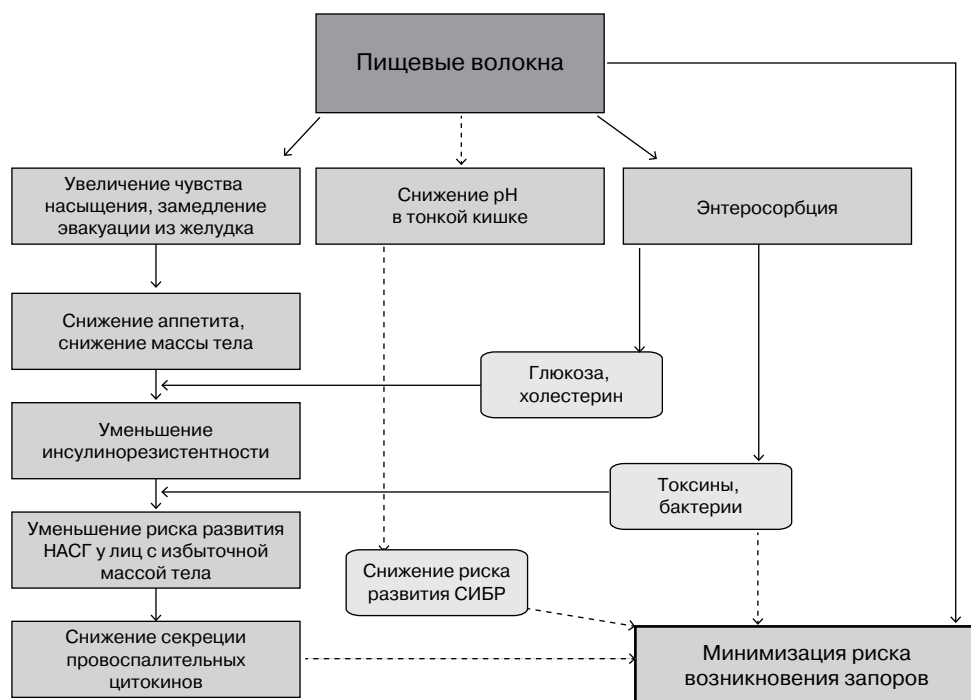 Пищевые волокна
Увеличение чувства
насыщения, замедление
эвакуации из желудка
Снижение pH
в тонкой кишке
Энтеросорбция
Снижение аппетита,
снижение массы тела
Глюкоза,
холестерин
Уменьшение
инсулинорезистентности
Токсины,
бактерии
Уменьшение риска развития
НАСГ у лиц с избыточной
массой тела
Снижение риска
развития СИБР
Снижение секреции
провоспалительных
цитокинов
Минимизация риска
возникновения запоров